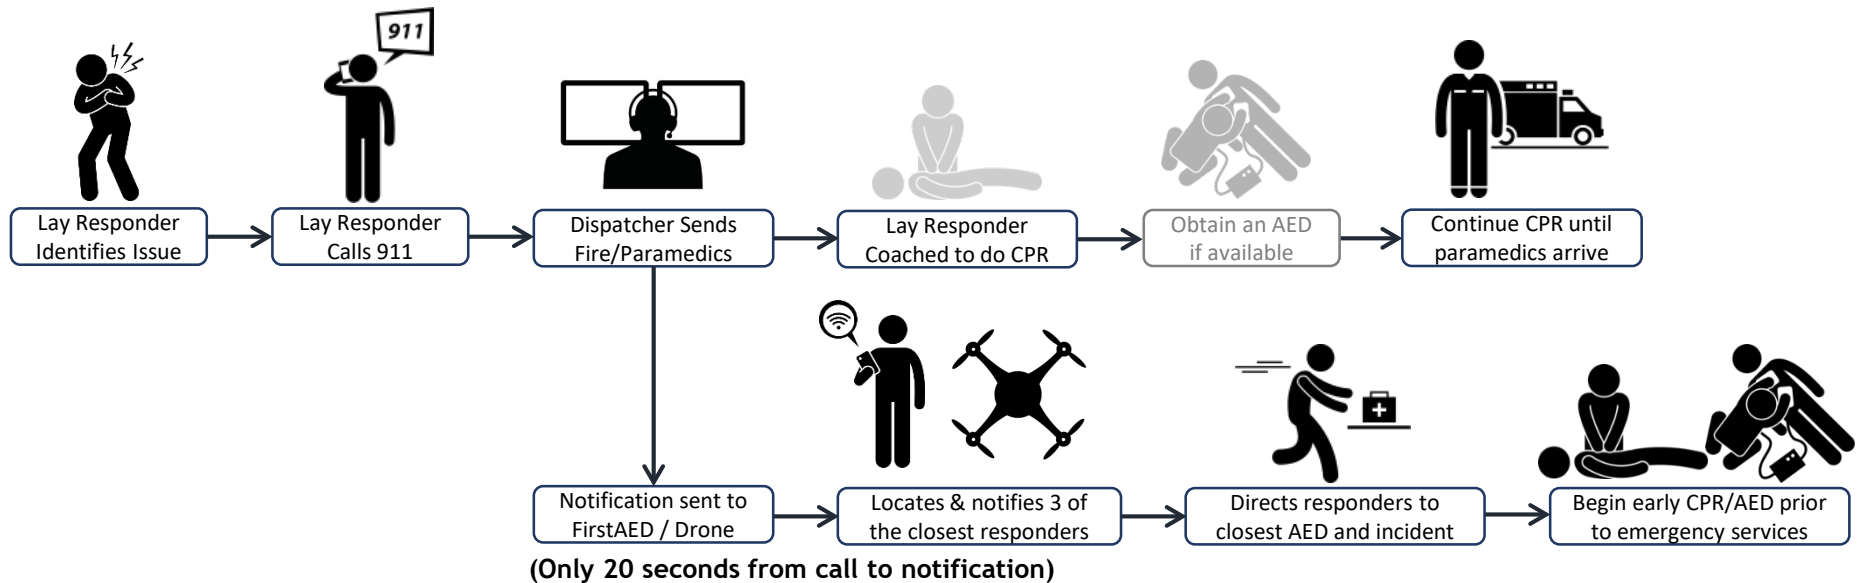 911
Lay Responder
Identifies Issue
Lay Responder
Calls 911
Dispatcher Sends
Fire/Paramedics
Lay Responder
Coached to do CPR
Obtain an AED
if available
Continue CPR until
paramedics arrive
Notification sent to
FirstAED / Drone
Locates & notifies 3 of
the closest responders
Directs responders to
closest AED and incident
Begin early CPR/AED prior
to emergency services
(Only 20 seconds from call to notification)